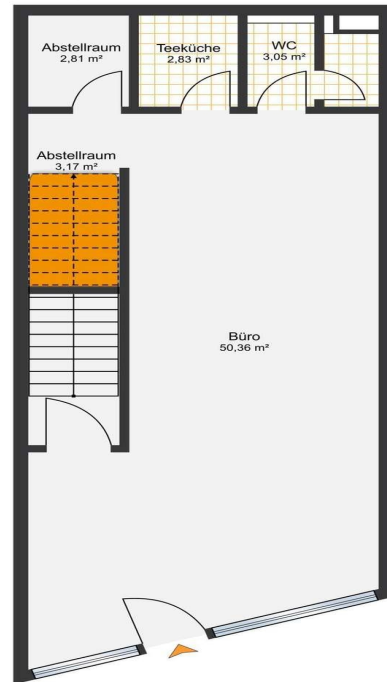 Abstellraum
2,81 m²
Teeküche
2,83 m²
WC
3,05 m²
Abstellraum
3,17 m²
Büro
50,36 m²